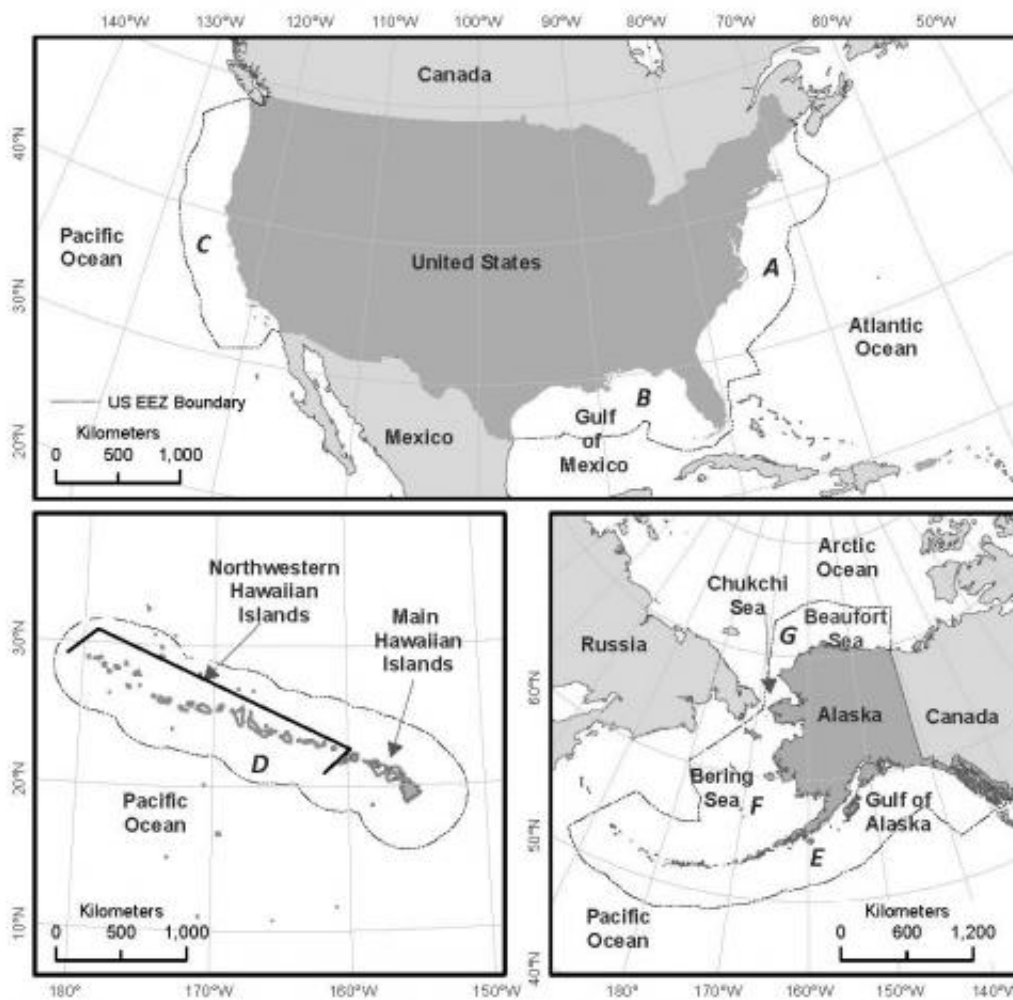 140°W 130°W 120°W 110°W 100°W 90°W 80°W 70°W 60°W 50°W
Canada
40°N
Pacific
Ocean
C
United States
A
30°N
Atlantic
Ocean
US EEZ Boundary
B
Kilometers
0 500 1,000
Mexico
Gulf
of
Mexico
20°N
Northwestern
Hawaiian
Islands
Main
Hawaiian
Islands
30°N
D
20°N
Pacific
Ocean
Kilometers
0 500 1,000
10°N
180° 170°W 160°W 150°W
Arctic
Ocean
Chukchi
Sea
Beaufort
Sea
G
Russia
60°N
Alaska
Canada
Bering
Sea
F
Gulf of
Alaska
50°N
E
Pacific
Ocean
Kilometers
0 600 1,200
40°N
180° 170°W 160°W 150°W 140°W